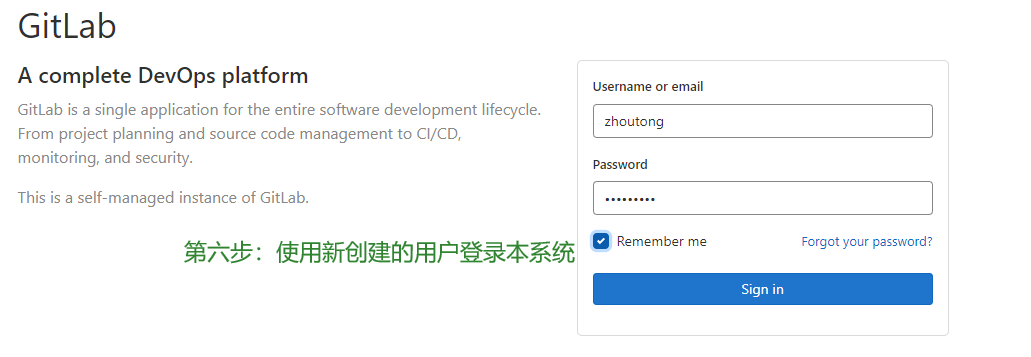 GitLab
A complete DevOps platform
GitLab is a single application for the entire software development lifecycle.
From project planning and source code management to CI/CD,
monitoring, and security.
This is a self-managed instance of GitLab.
第六步：使用新创建的用户登录本系统
Username or email
zhoutong
Password
•••••••••
Remember me
Forgot your password?
Sign in